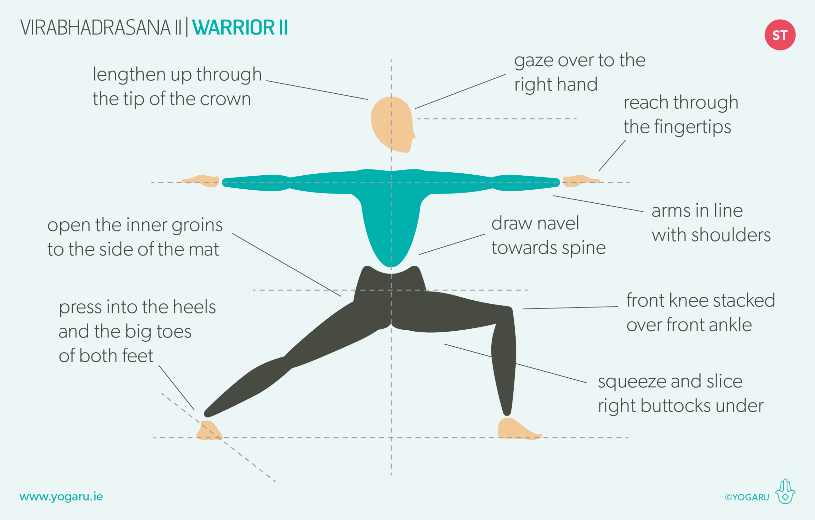 VIRABHADRASANA II | WARRIOR II
ST
lengthen up through
the tip of the crown
gaze over to the
right hand
reach through
the fingertips
arms in line
with shoulders
open the inner groins
to the side of the mat
draw navel
towards spine
press into the heels
and the big toes
of both feet
front knee stacked
over front ankle
squeeze and slice
right buttocks under
www.yogaru.ie
©YOGARU